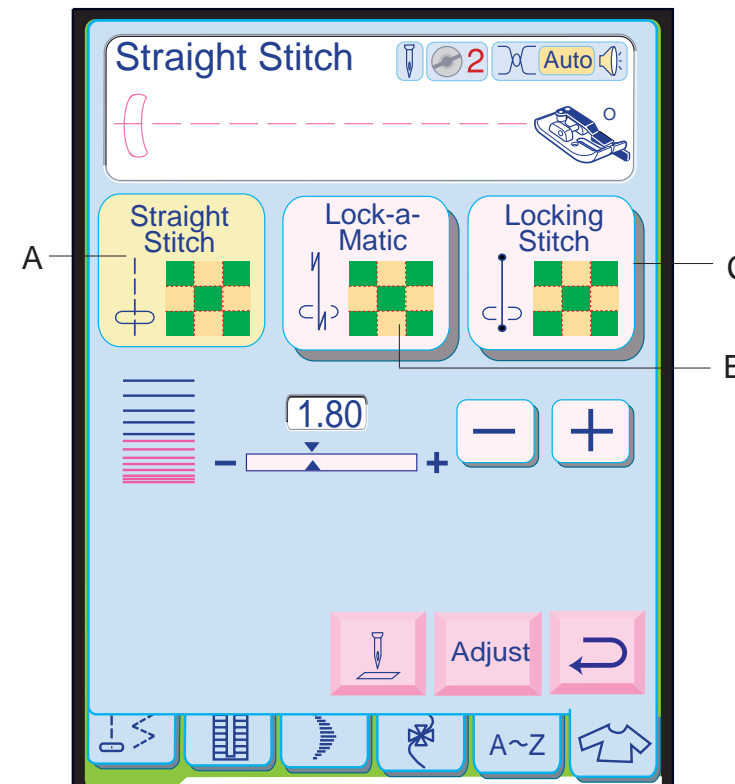 Straight Stitch 2 Auto
O
Straight
Stitch
Lock-a-
Matic
Locking
Stitch
A
C
B
1.80
- +
Adjust
A~Z